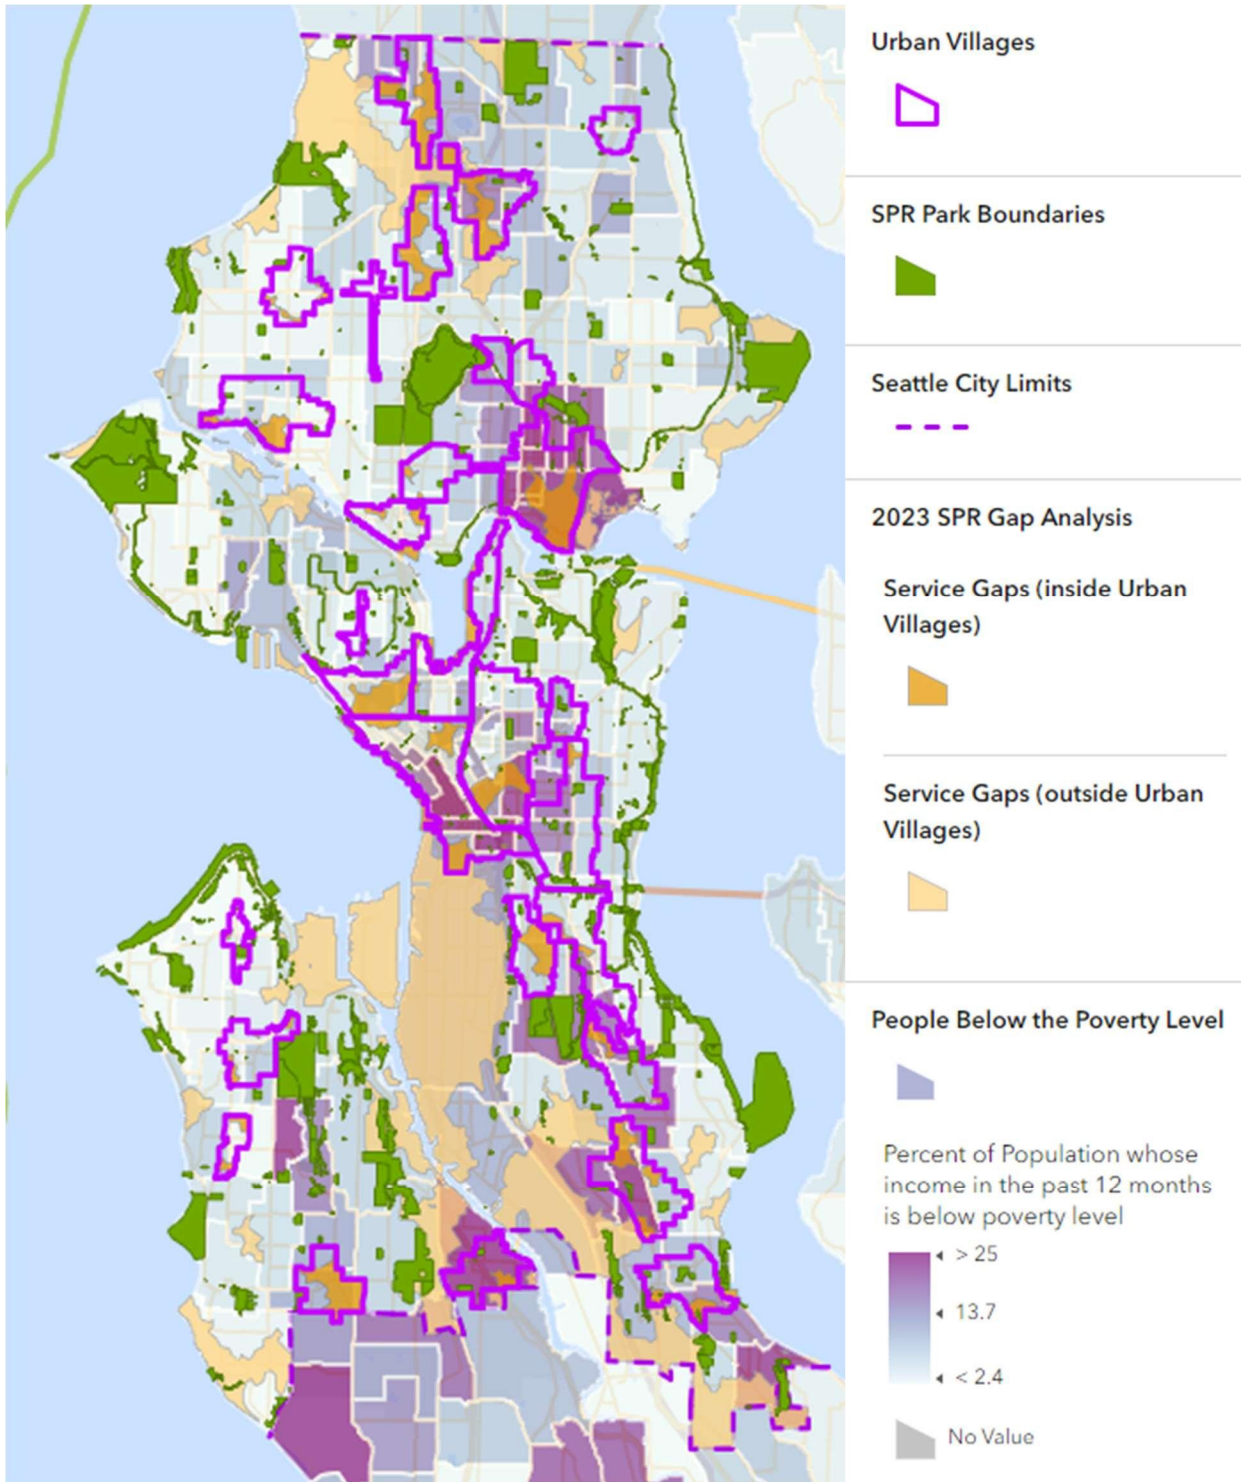 Urban Villages
SPR Park Boundaries
Seattle City Limits
2023 SPR Gap Analysis
Service Gaps (inside Urban
Villages)
Service Gaps (outside Urban
Villages)
People Below the Poverty Level
Percent of Population whose
income in the past 12 months
is below poverty level
> 25
13.7
< 2.4
No Value